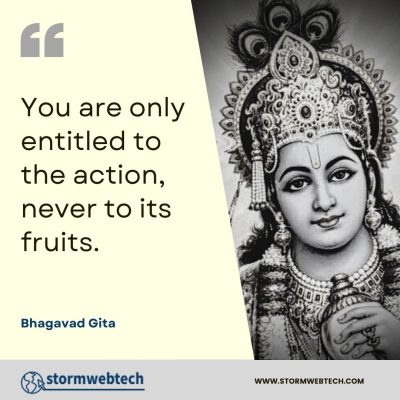 You are only
entitled to
the action,
never to its
fruits.
Bhagavad Gita
stormwebtech
WWW.STORMWEBTECH.COM